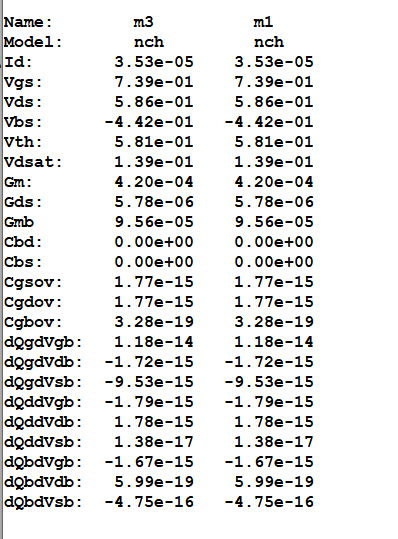 Name: m3 m1
Model: nch nch
Id: 3.53e-05 3.53e-05
Vgs: 7.39e-01 7.39e-01
Vds: 5.86e-01 5.86e-01
Vbs: -4.42e-01 -4.42e-01
Vth: 5.81e-01 5.81e-01
Vdsat: 1.39e-01 1.39e-01
Gm: 4.20e-04 4.20e-04
Gds: 5.78e-06 5.78e-06
Gmb 9.56e-05 9.56e-05
Cbd: 0.00e+00 0.00e+00
Cbs: 0.00e+00 0.00e+00
Cgsov: 1.77e-15 1.77e-15
Cgdov: 1.77e-15 1.77e-15
Cgbov: 3.28e-19 3.28e-19
dQgdVgb: 1.18e-14 1.18e-14
dQgdVdb: -1.72e-15 -1.72e-15
dQgdVsb: -9.53e-15 -9.53e-15
dQddVgb: -1.79e-15 -1.79e-15
dQddVdb: 1.78e-15 1.78e-15
dQddVsb: 1.38e-17 1.38e-17
dQbdVgb: -1.67e-15 -1.67e-15
dQbdVdb: 5.99e-19 5.99e-19
dQbdVsb: -4.75e-16 -4.75e-16